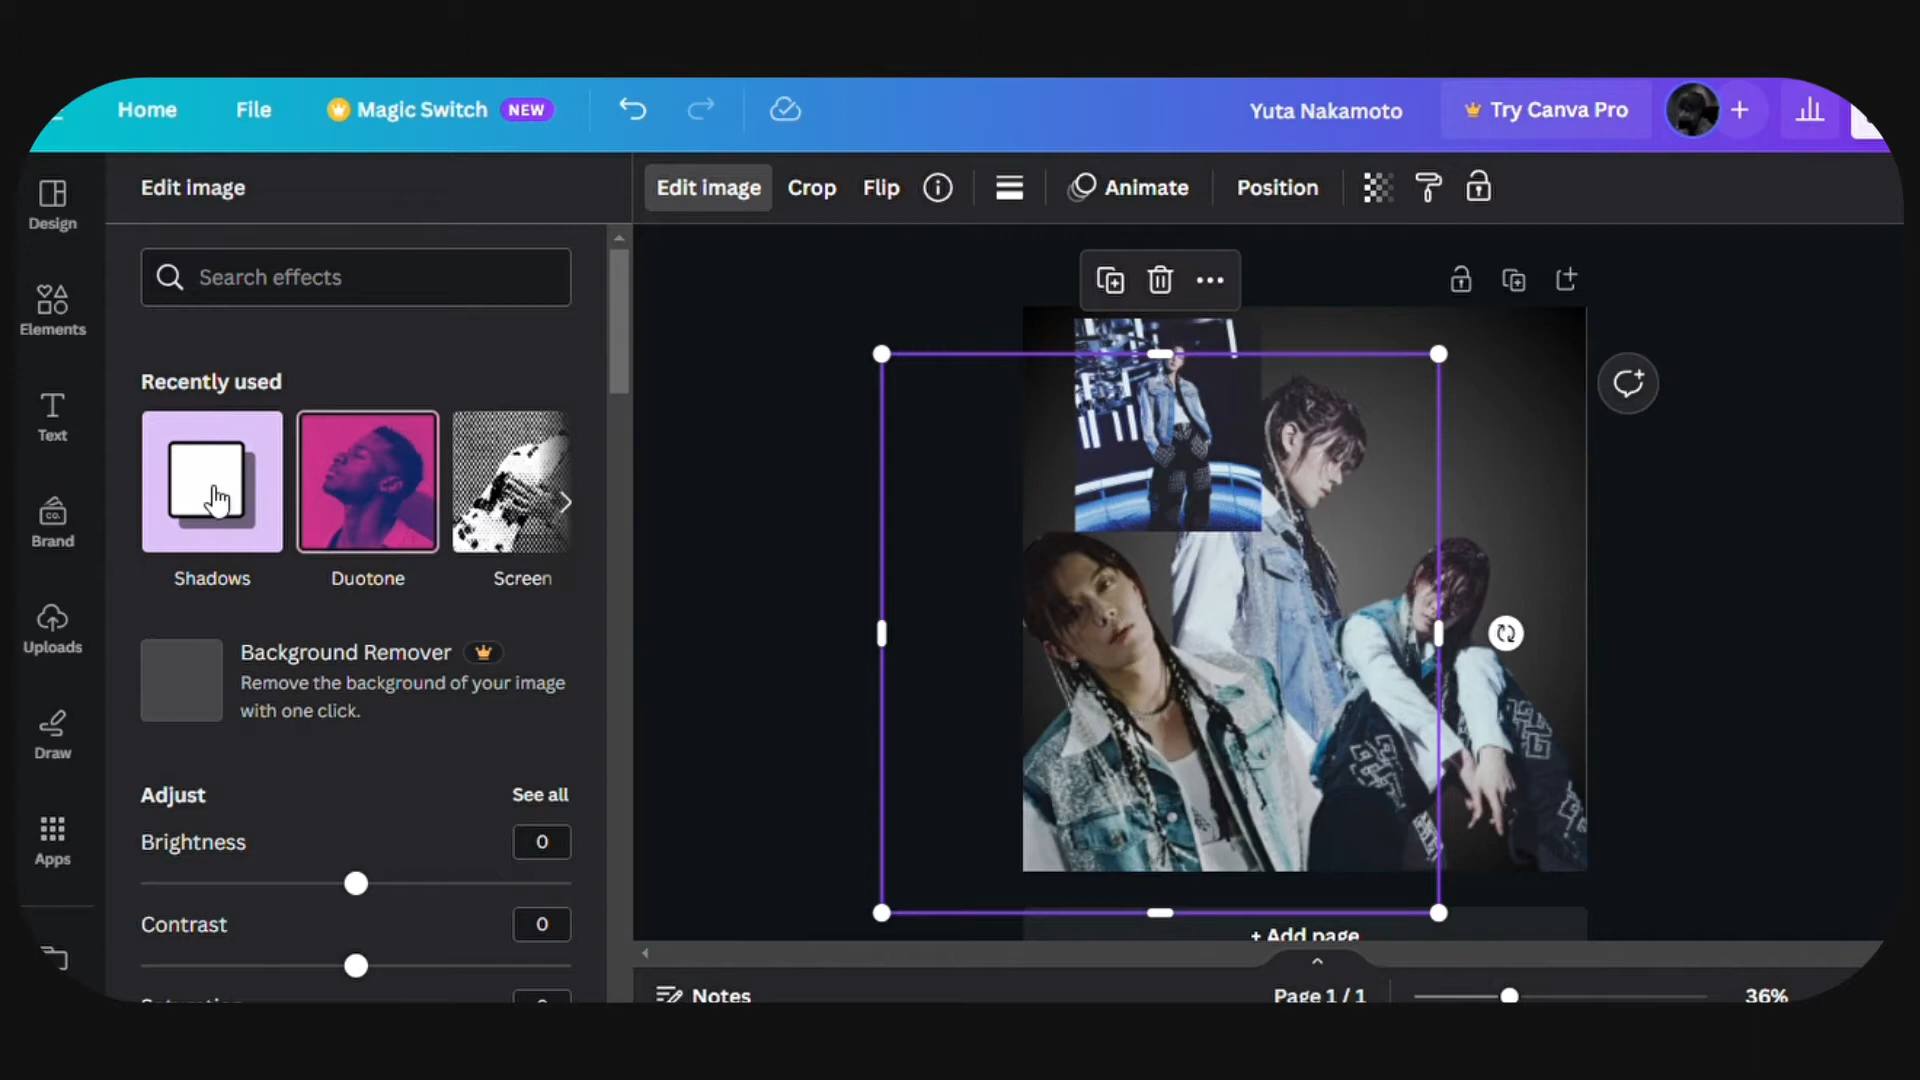 Home File Magic Switch NEW Yuta Nakamoto Try Canva Pro
Edit image
Edit image Crop Flip Animate Position
Design
Elements
Text
Brand
CO.
Uploads
Draw
Apps
Search effects
Recently used
Shadows Duotone Screen
Background Remover
Remove the background of your image
with one click.
Adjust See all
Brightness 0
Contrast 0
Saturation 0
+ Add page
Notes Page 1 / 1 36%